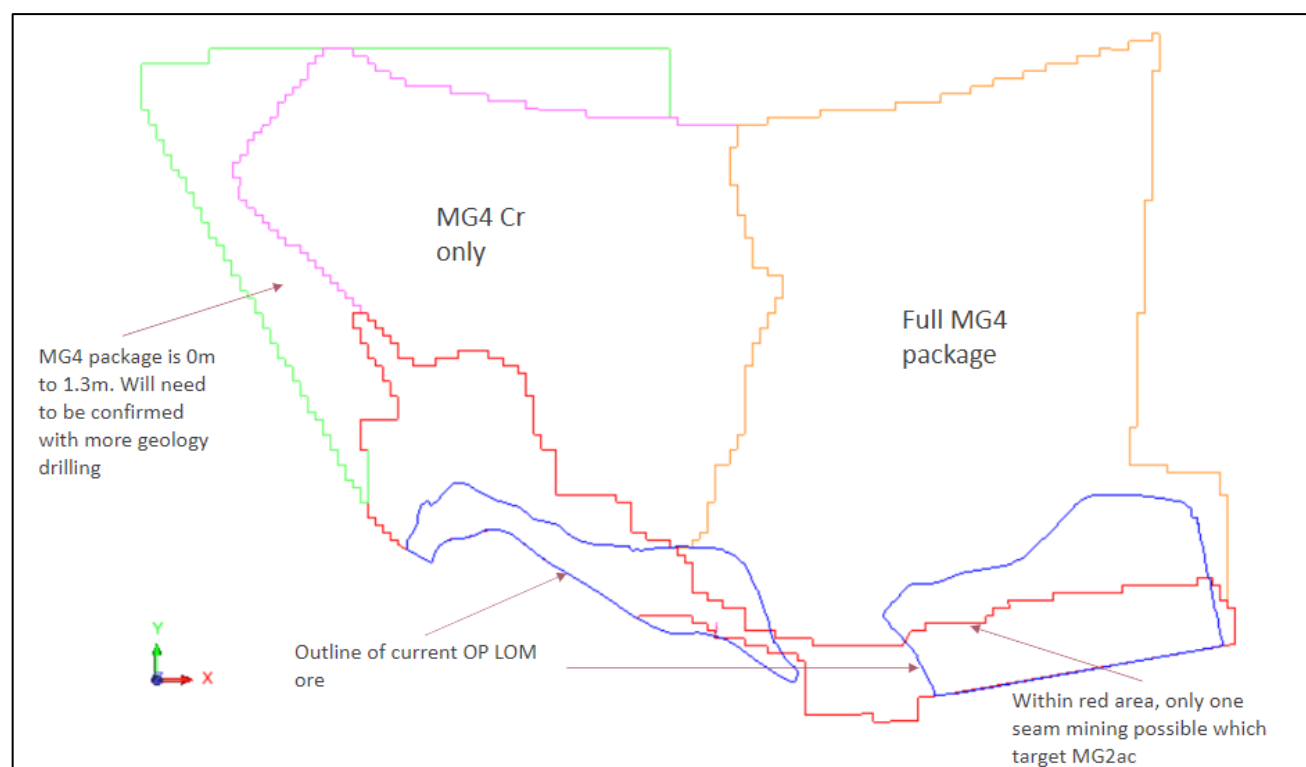 MG4 Cr
only
Full MG4
package
MG4 package is 0m
to 1.3m. Will need
to be confirmed
with more geology
drilling
Outline of current OP LOM
ore
Y
X
Z
Within red area, only one
seam mining possible which
target MG2ac